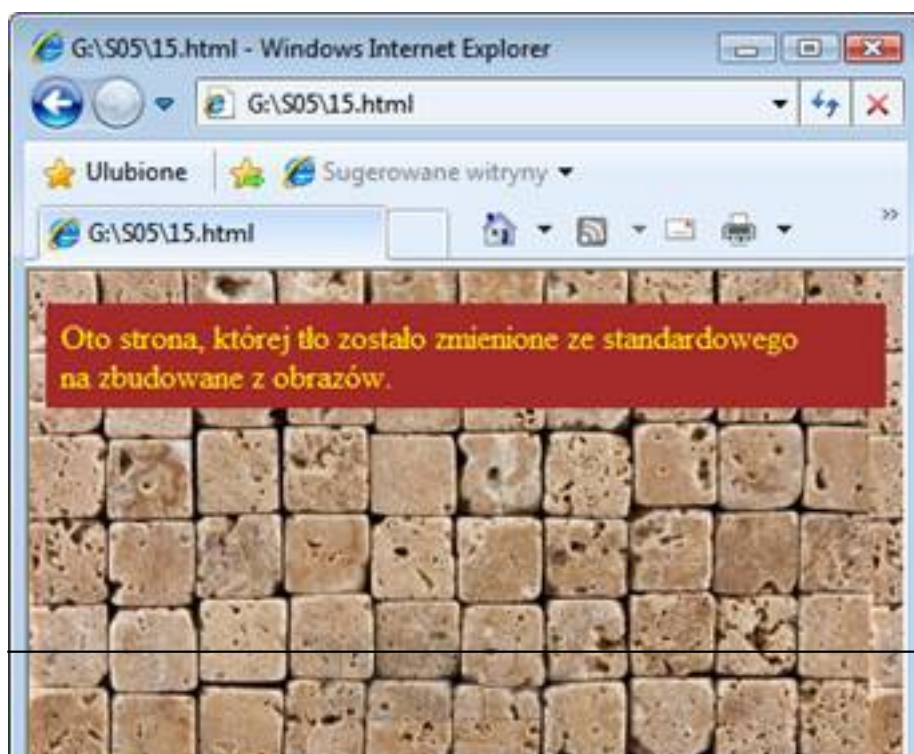 G:\S05\15.html - Windows Internet Explorer
G:\S05\15.html
Ulubione
Sugerowane witryny
G:\S05\15.html
Oto strona, której tło zostało zmienione ze standardowego
na zbudowane z obrazów.